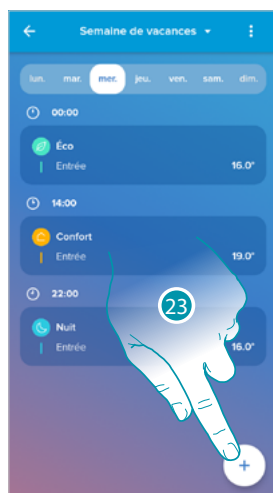 Semaine de vacances
lun. mar. mer. jeu. ven. sam. dim.
00:00
Éco
Entrée 16.0°
14:00
Confort
Entrée 19.0°
22:00
23
Nuit
Entrée 16.0°
+